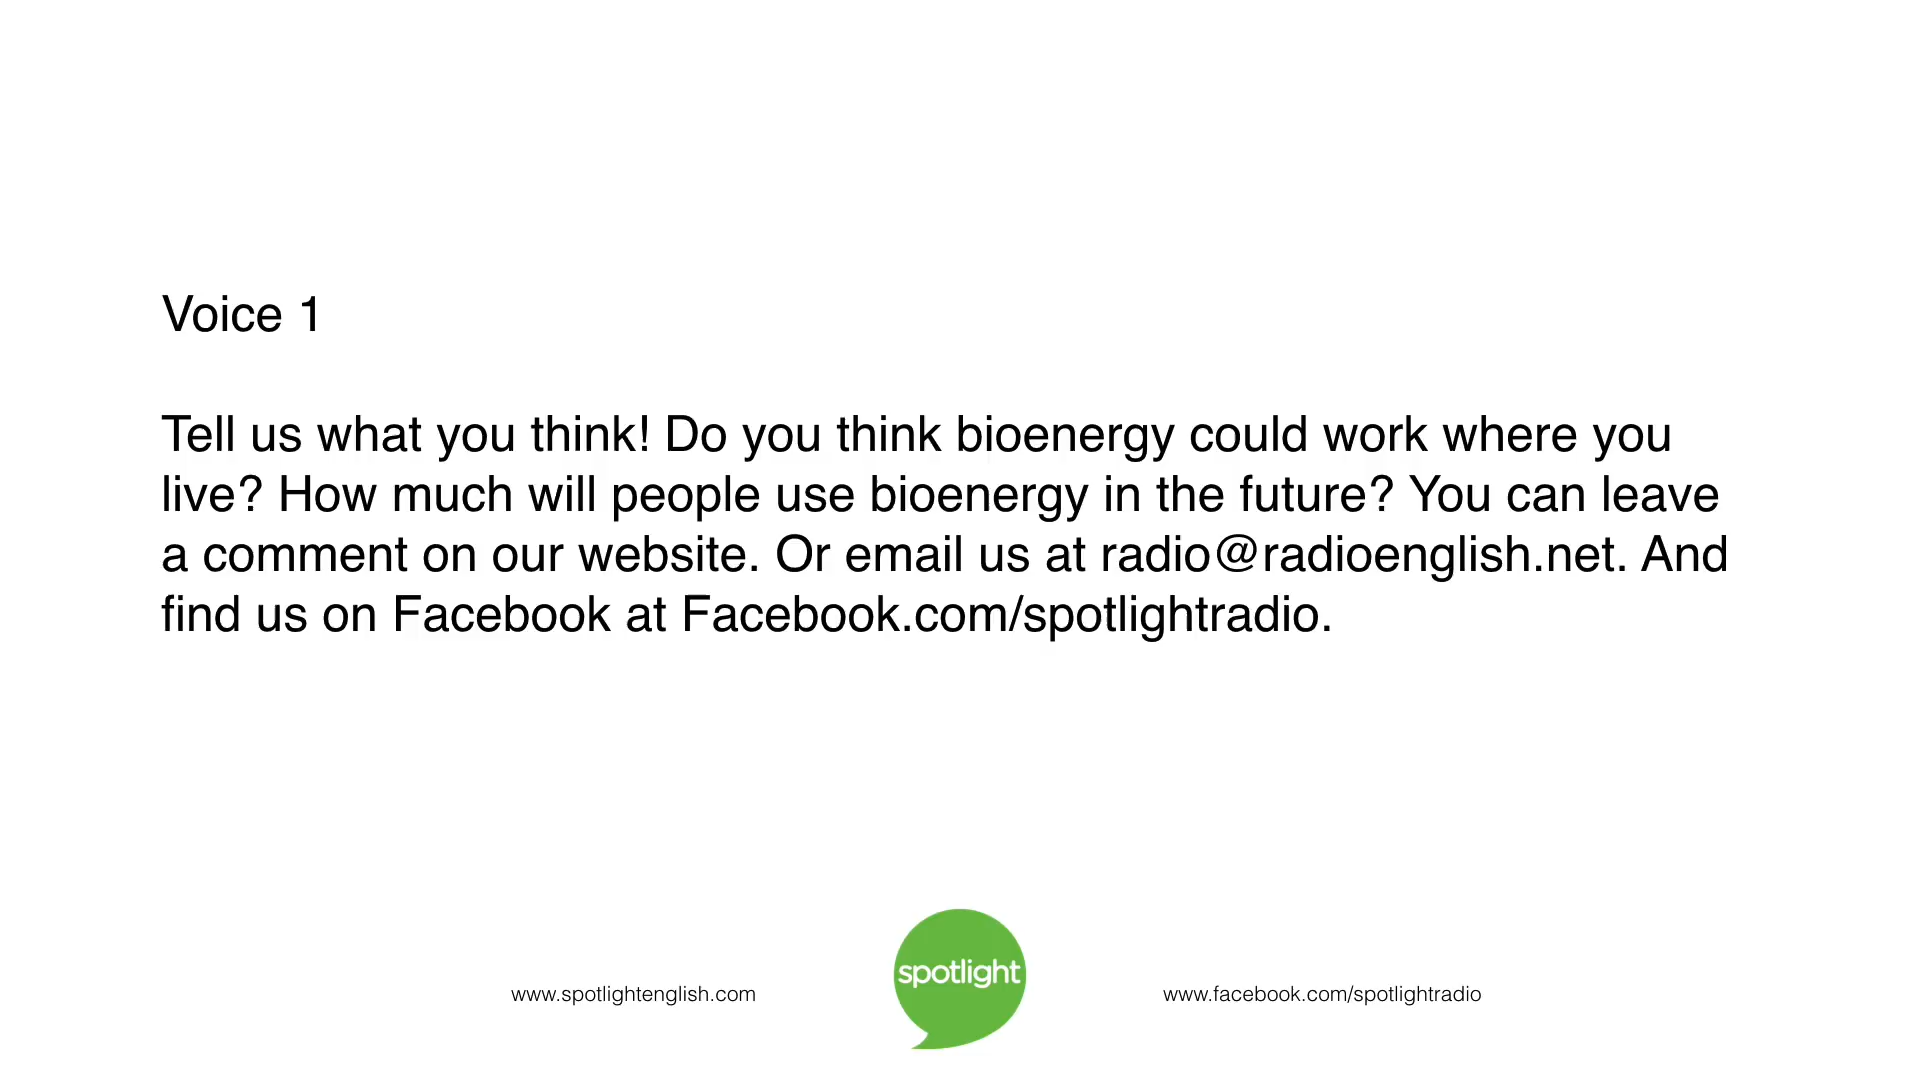 Voice 1
Tell us what you think! Do you think bioenergy could work where you
live? How much will people use bioenergy in the future? You can leave
a comment on our website. Or email us at radio@radioenglish.net. And
find us on Facebook at Facebook.com/spotlightradio.
spotlight
www.spotlightenglish.com
www.facebook.com/spotlightradio